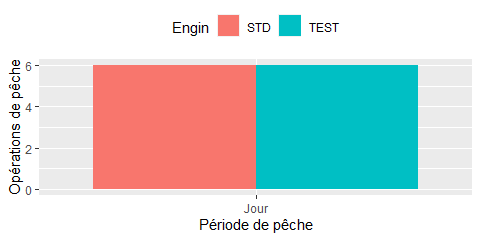 Engin STD TEST
Opérations de pêche
6
4
2
0
Jour
Période de pêche